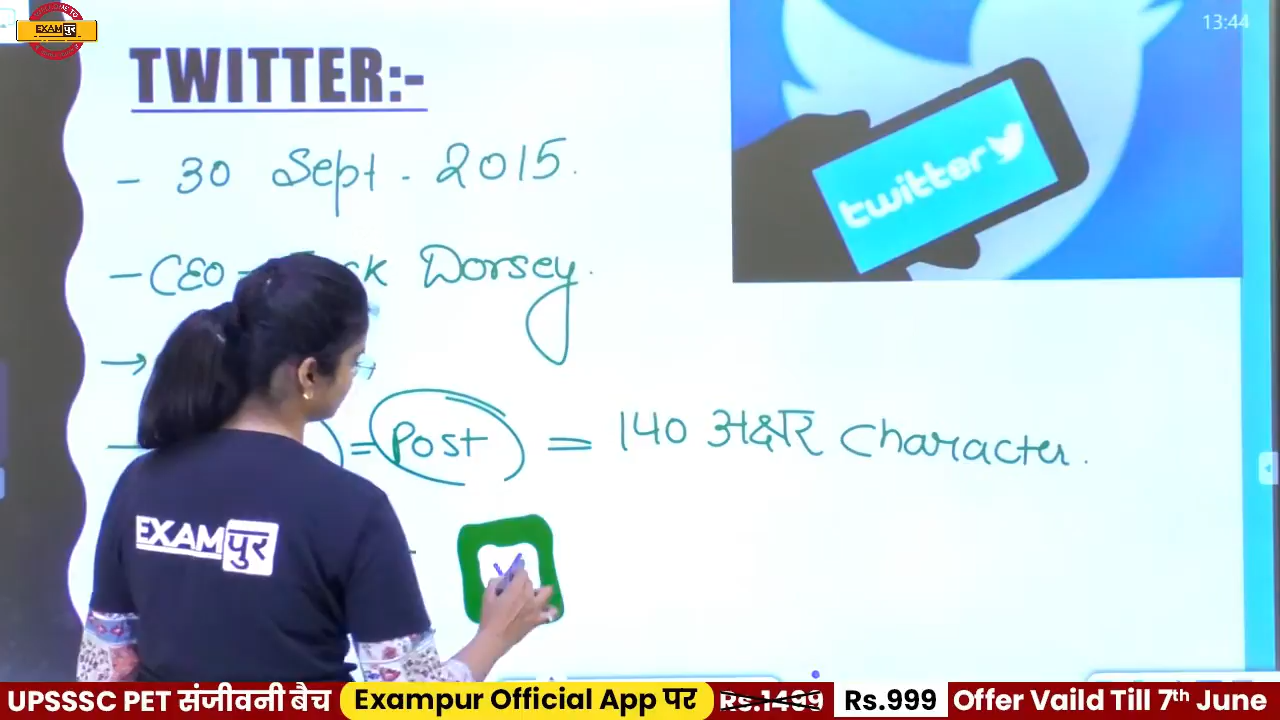 EXAMपुर
13:44
TWITTER:-
twitter
- 30 Sept. 2015.
- CEO - Dorsey.
→
= Post = 140 अक्षर Character.
EXAMपुर
UPSSSC PET संजीवनी बैच Exampur Official App पर Rs.1499 Rs.999 Offer Vaild Till 7th June